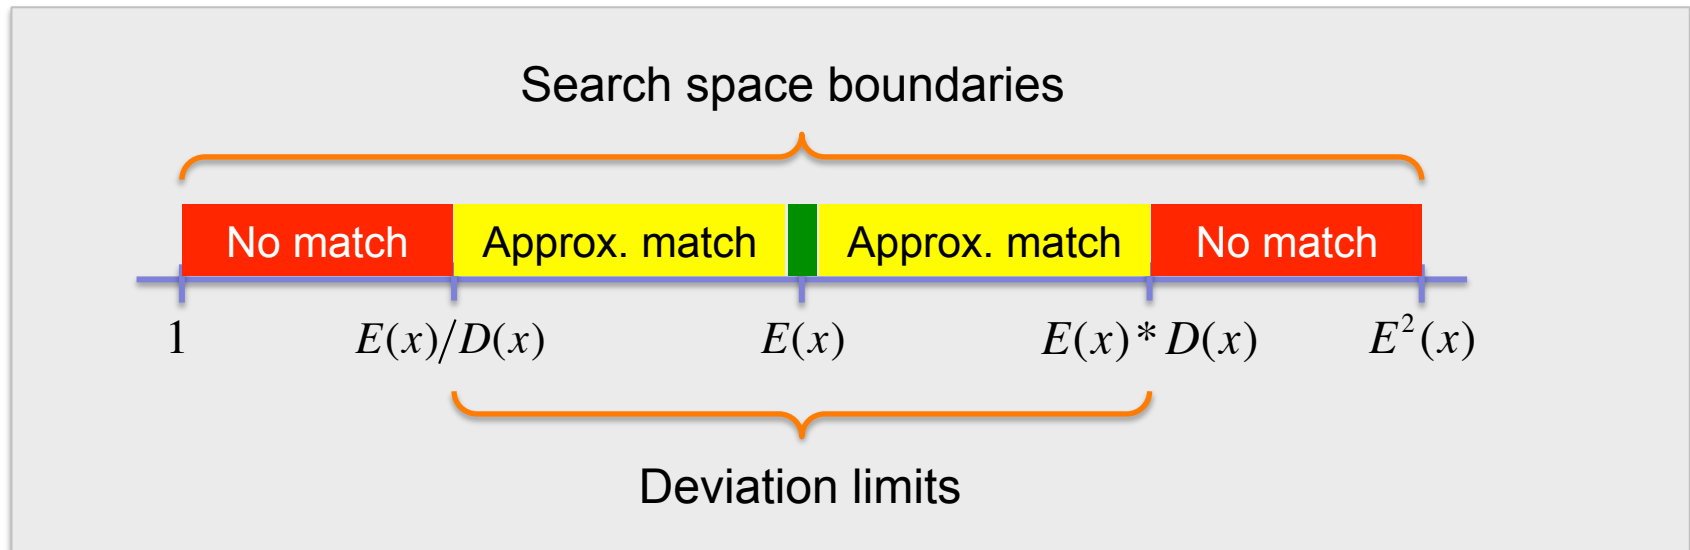 Search space boundaries
No match Approx. match Approx. match No match
1 E(x)/D(x) E(x) E(x)*D(x) E²(x)
Deviation limits